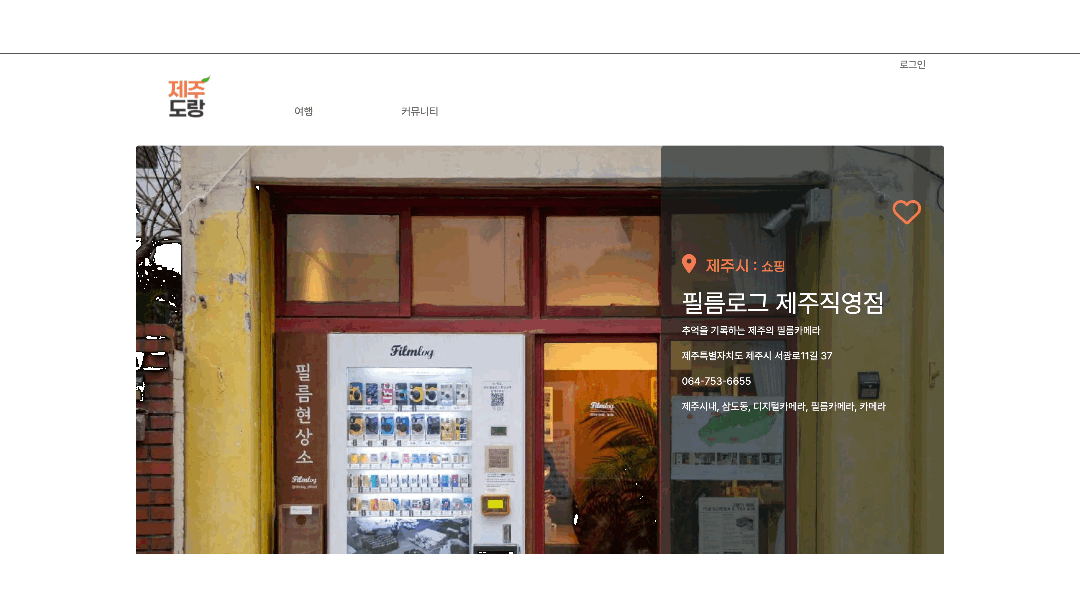 로그인
제주
도랑
여행
커뮤니티
제주시 : 쇼핑
필름로그 제주직영점
추억을 기록하는 제주의 필름카메라
제주특별자치도 제주시 서광로11길 37
064-753-6655
제주시내, 삼도동, 디지털카메라, 필름카메라, 카메라
Filmlog
필름현상소
Filmlog
Filmlog